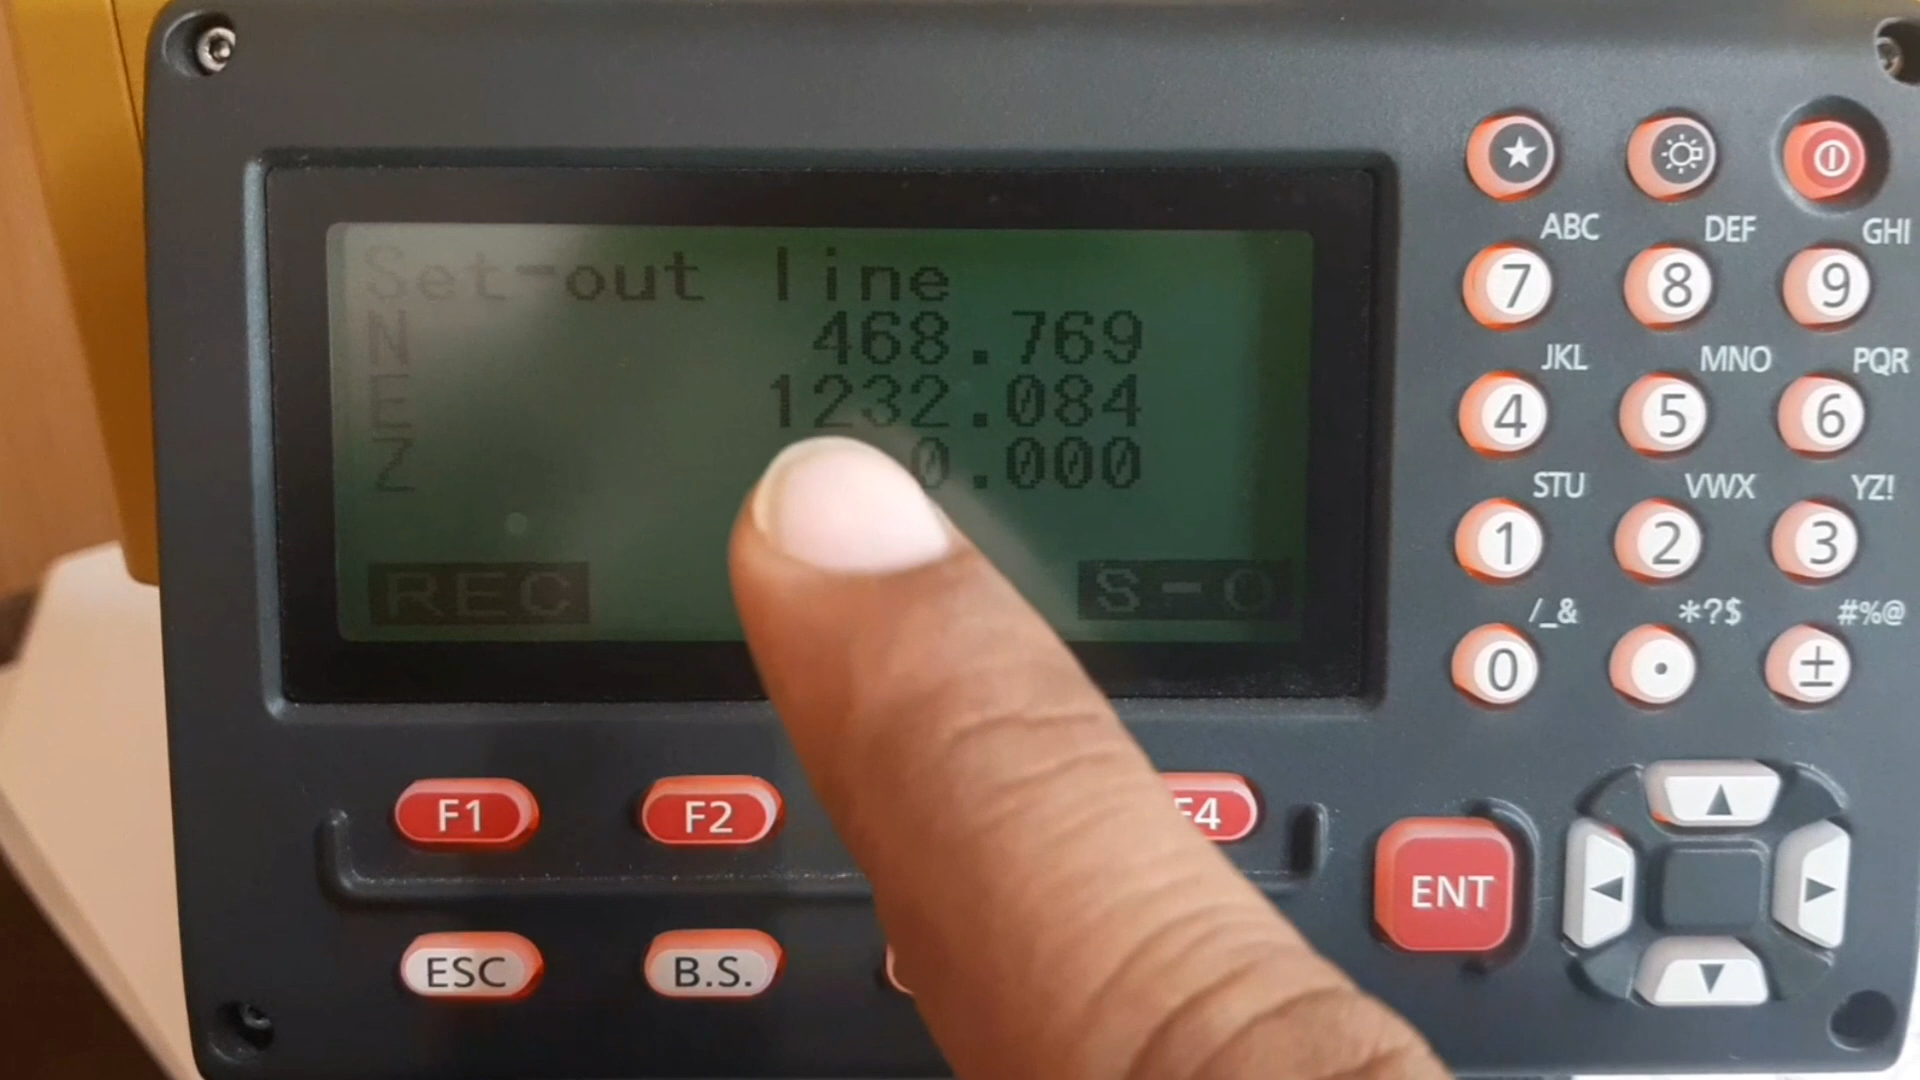 Set-out line
N 468.769
E 1232.084
Z 0.000
REC S-O
ABC DEF GHI
7 8 9
JKL MNO PQR
4 5 6
STU VWX YZ!
1 2 3
/_& *?$ #%@
0 . ±
F1 F2 F4
ENT
ESC B.S.